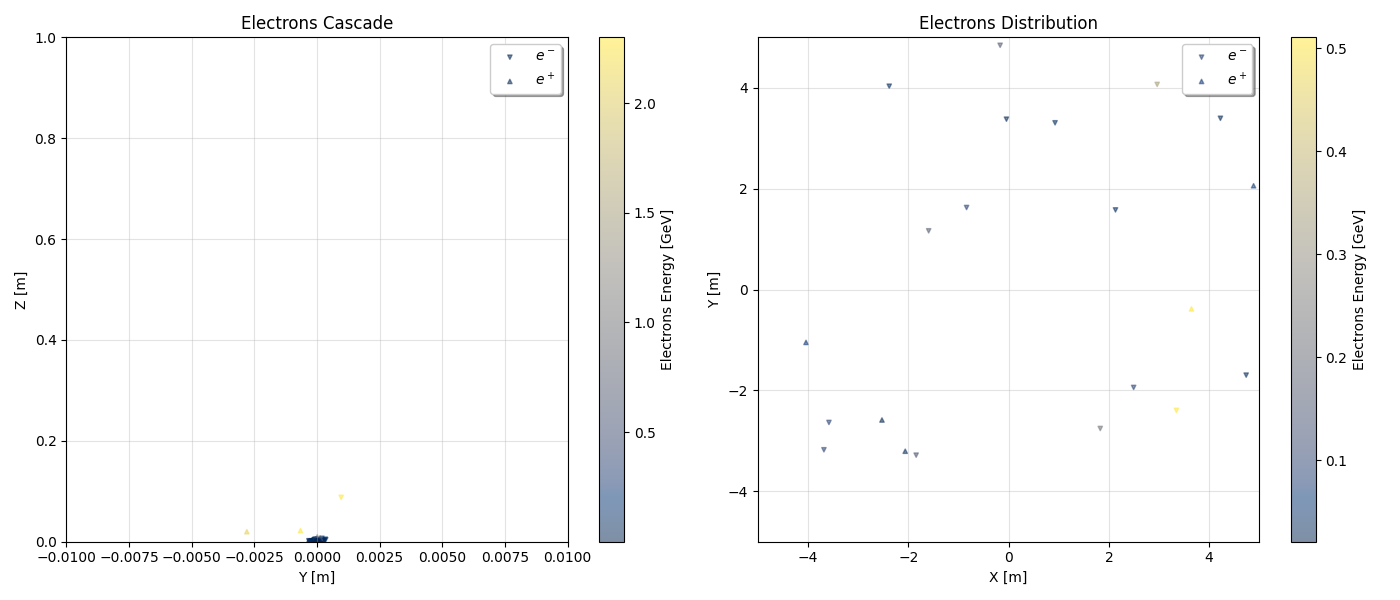 Electrons Cascade
1.0
0.8
0.6
0.4
0.2
0.0
Z [m]
−0.0100 −0.0075 −0.0050 −0.0025 0.0000 0.0025 0.0050 0.0075 0.0100
Y [m]
e−
e+
2.0
1.5
1.0
0.5
Electrons Energy [GeV]
Electrons Distribution
4
2
0
−2
−4
Y [m]
−4 −2 0 2 4
X [m]
e−
e+
0.5
0.4
0.3
0.2
0.1
Electrons Energy [GeV]